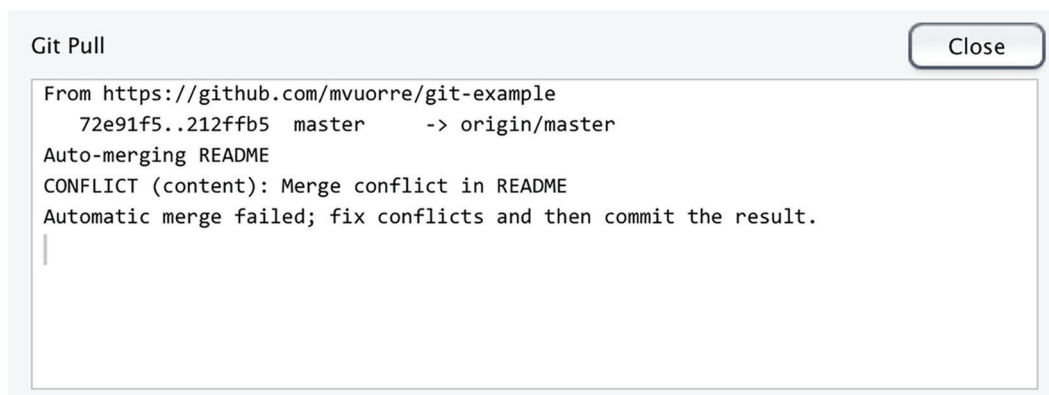 Git Pull
Close
From https://github.com/mvuorre/git-example
72e91f5..212ffb5 master -> origin/master
Auto-merging README
CONFLICT (content): Merge conflict in README
Automatic merge failed; fix conflicts and then commit the result.